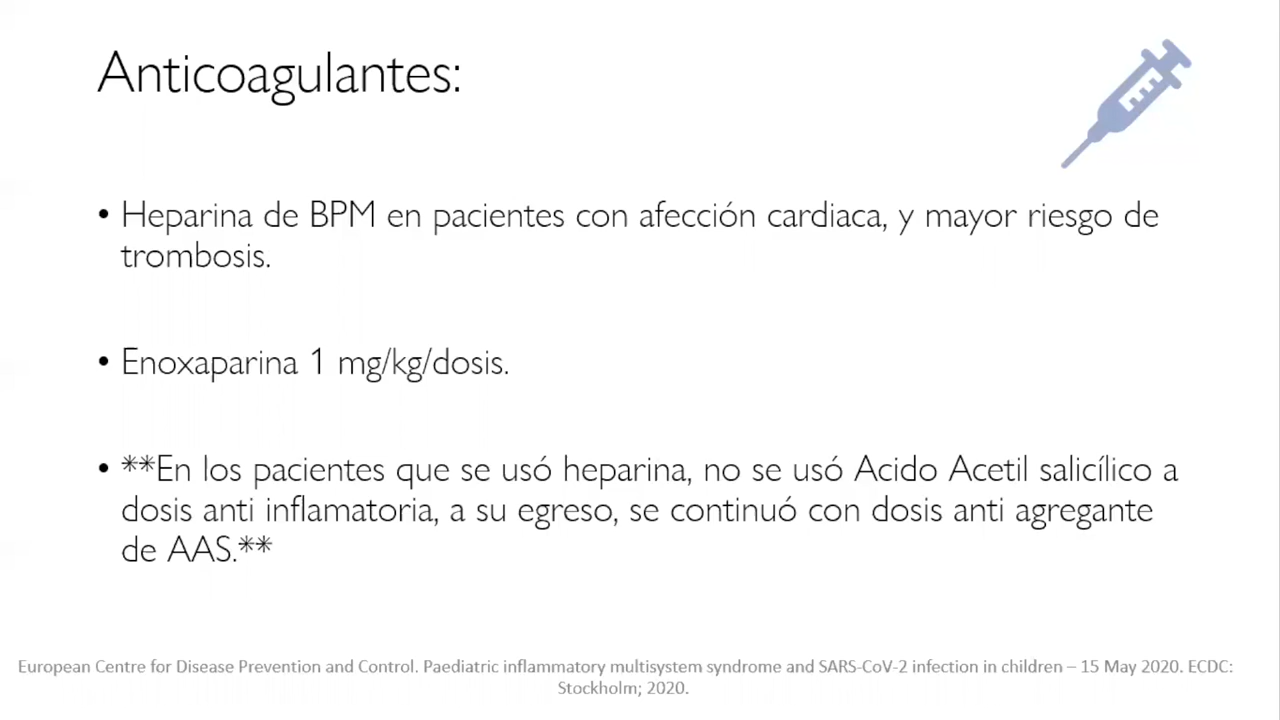 Anticoagulantes:
• Heparina de BPM en pacientes con afección cardiaca, y mayor riesgo de
trombosis.
• Enoxaparina 1 mg/kg/dosis.
• **En los pacientes que se usó heparina, no se usó Acido Acetil salicílico a
dosis anti inflamatoria, a su egreso, se continuó con dosis anti agregante
de AAS.**
European Centre for Disease Prevention and Control. Paediatric inflammatory multisystem syndrome and SARS-CoV-2 infection in children – 15 May 2020. ECDC:
Stockholm; 2020.